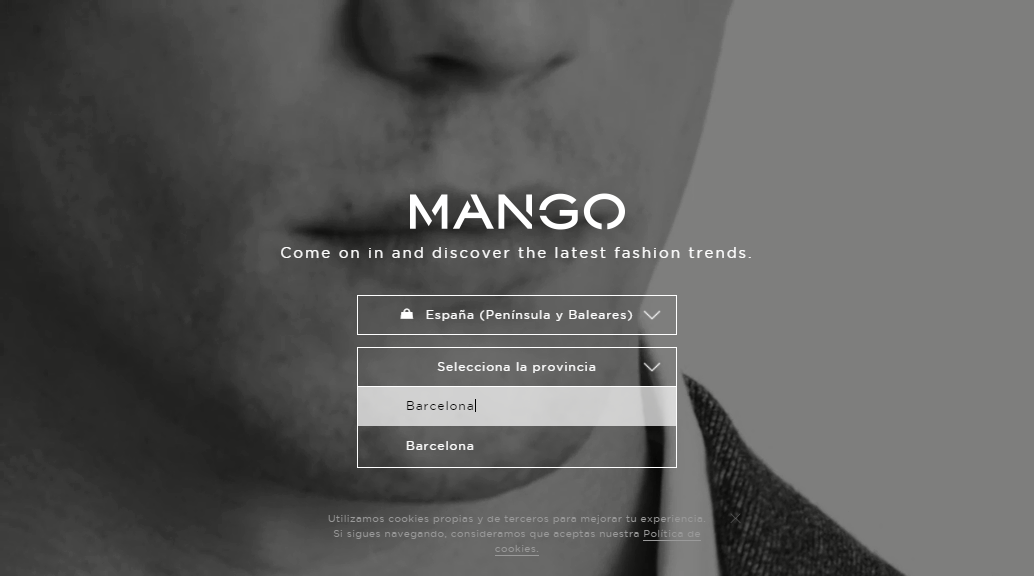 MANGO
Come on in and discover the latest fashion trends.
España (Península y Baleares)
Selecciona la provincia
Barcelona
Barcelona
Utilizamos cookies propias y de terceros para mejorar tu experiencia.
Si sigues navegando, consideramos que aceptas nuestra Política de
cookies.